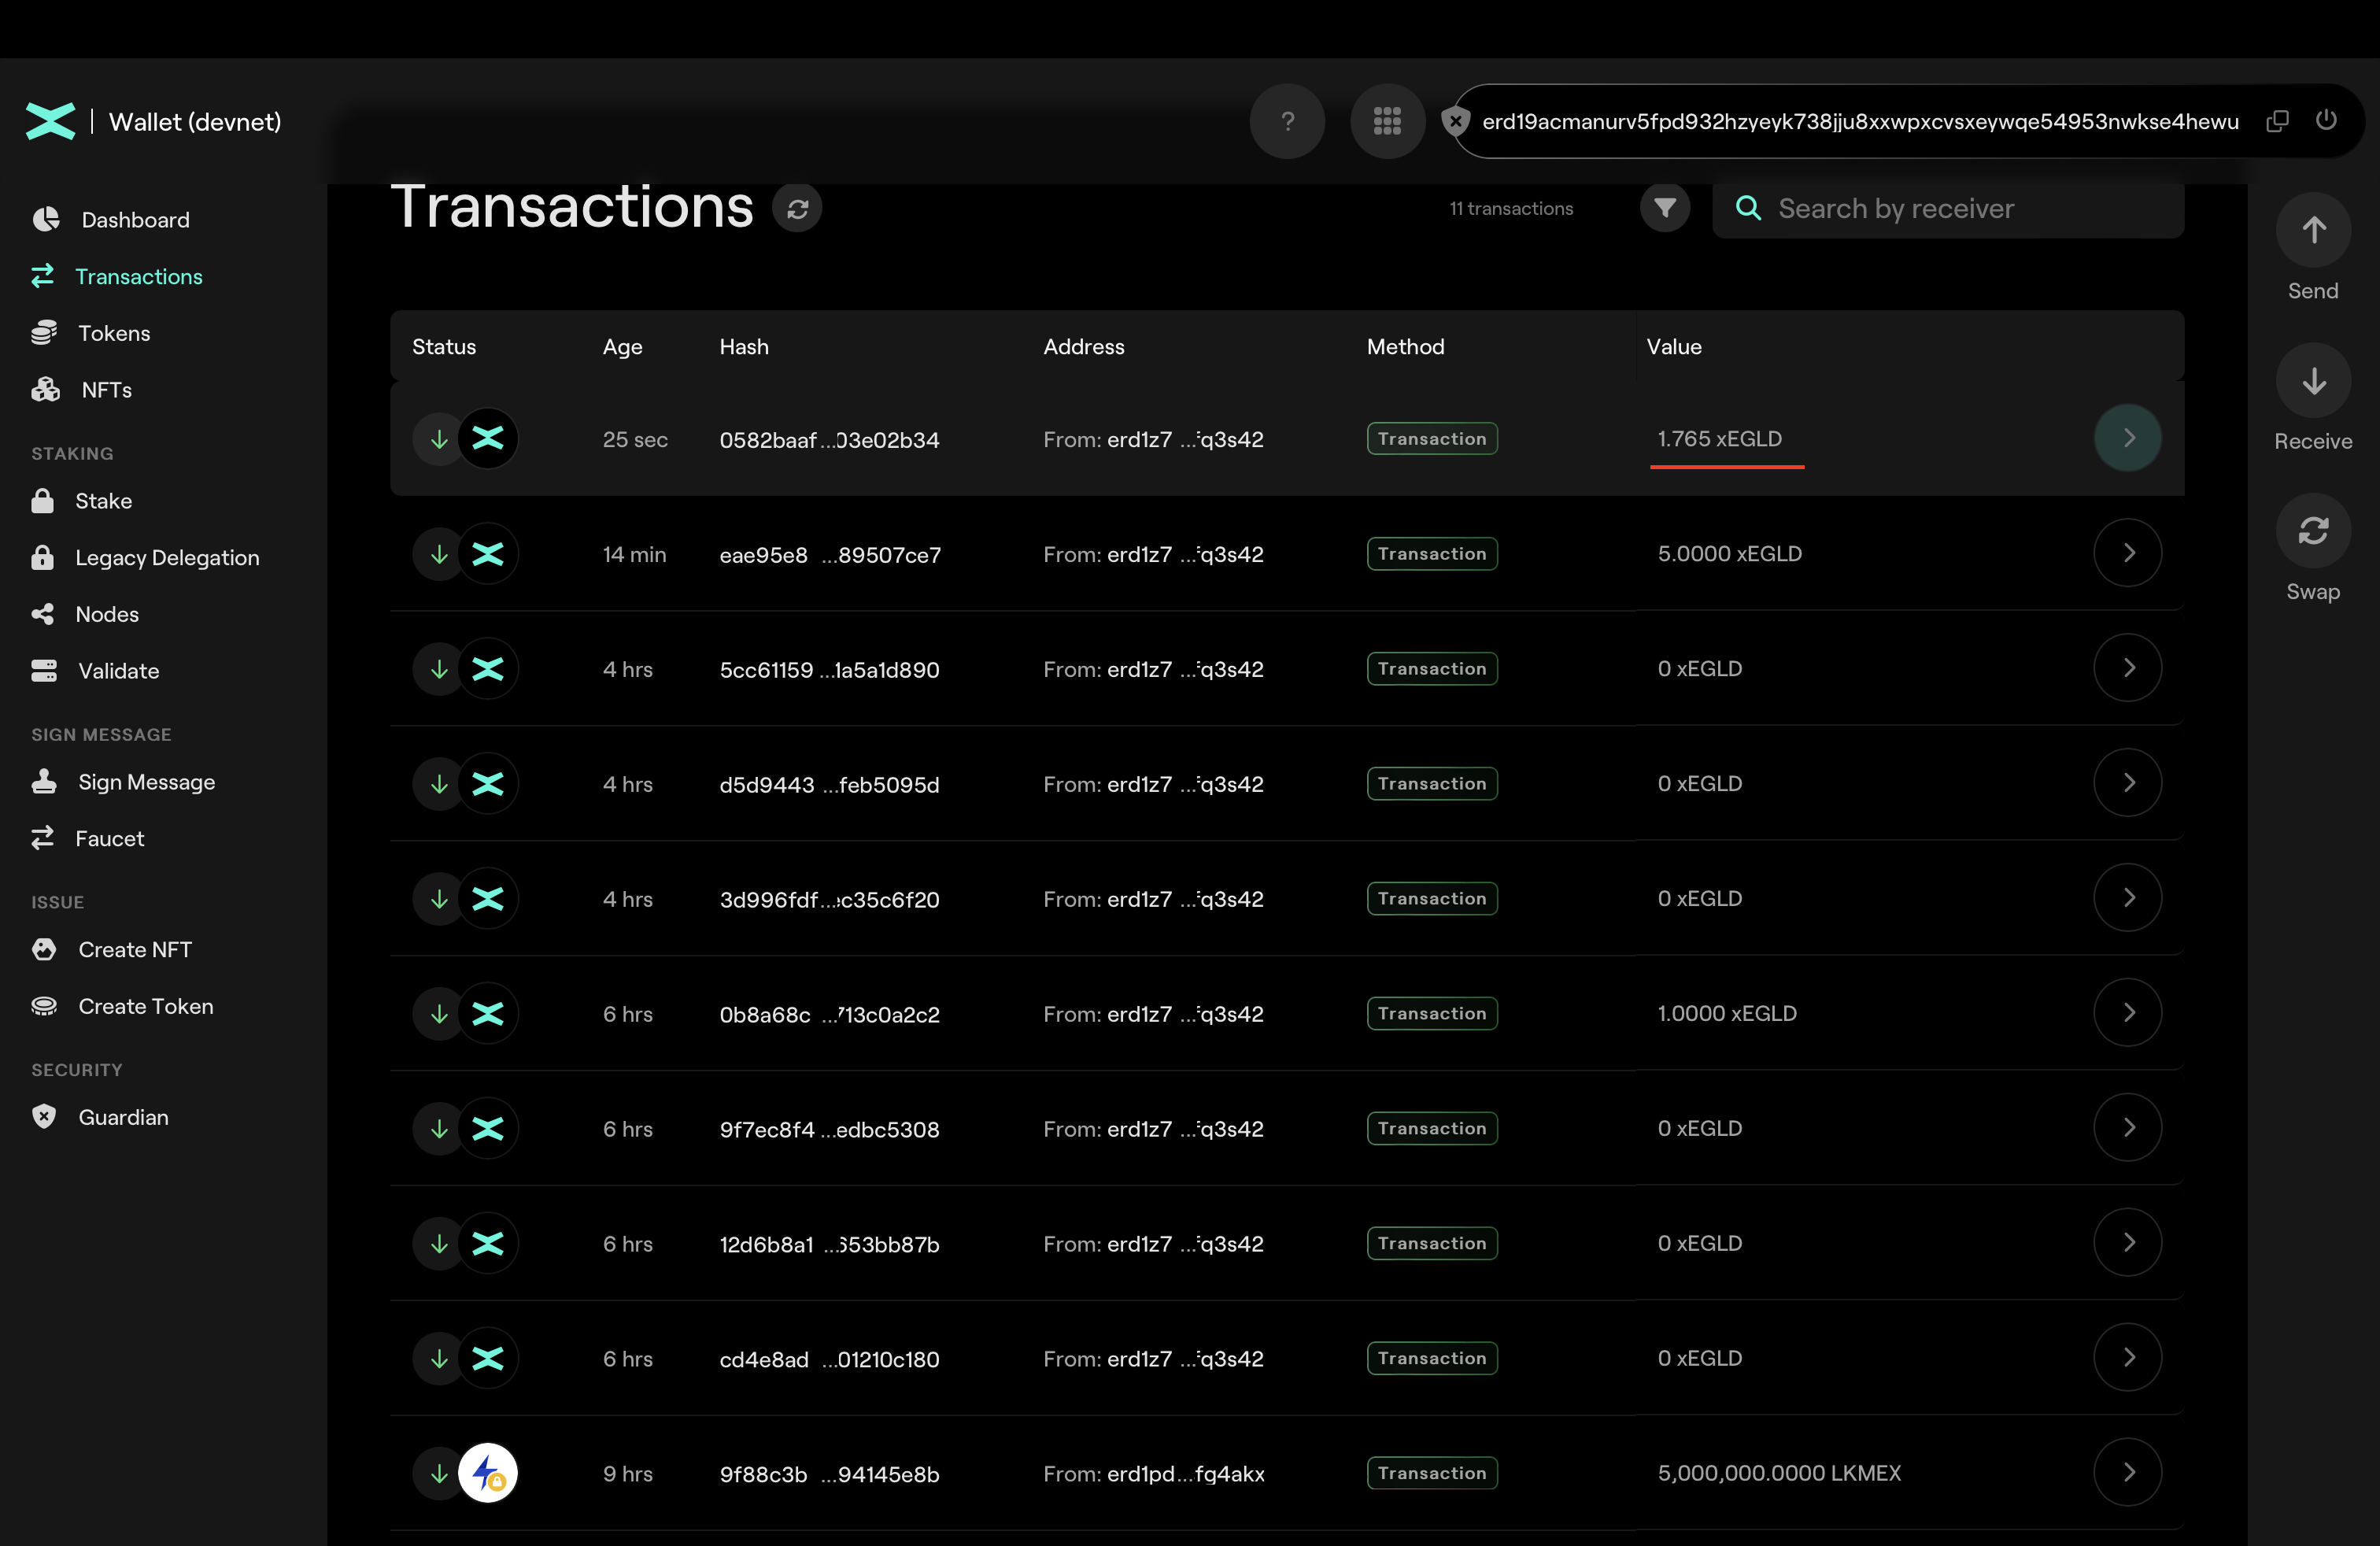 Wallet (devnet)
?
erd19acmanurv5fpd932hzyeyk738jju8xxwpxcvsxeywqe54953nwkse4hewu
Dashboard
Transactions
Tokens
NFTs
STAKING
Stake
Legacy Delegation
Nodes
Validate
SIGN MESSAGE
Sign Message
Faucet
ISSUE
Create NFT
Create Token
SECURITY
Guardian
Transactions
11 transactions
Search by receiver
Status Age Hash Address Method Value
25 sec 0582baaf...03e02b34 From: erd1z7 ...q3s42 Transaction 1.765 xEGLD
14 min eae95e8 ...89507ce7 From: erd1z7 ...q3s42 Transaction 5.0000 xEGLD
4 hrs 5cc61159 ...1a5a1d890 From: erd1z7 ...q3s42 Transaction 0 xEGLD
4 hrs d5d9443 ...feb5095d From: erd1z7 ...q3s42 Transaction 0 xEGLD
4 hrs 3d996fdf...c35c6f20 From: erd1z7 ...q3s42 Transaction 0 xEGLD
6 hrs 0b8a68c ...713c0a2c2 From: erd1z7 ...q3s42 Transaction 1.0000 xEGLD
6 hrs 9f7ec8f4 ...edbc5308 From: erd1z7 ...q3s42 Transaction 0 xEGLD
6 hrs 12d6b8a1 ...653bb87b From: erd1z7 ...q3s42 Transaction 0 xEGLD
6 hrs cd4e8ad ...01210c180 From: erd1z7 ...q3s42 Transaction 0 xEGLD
9 hrs 9f88c3b ...94145e8b From: erd1pd...fg4akx Transaction 5,000,000.0000 LKMEX
Send
Receive
Swap